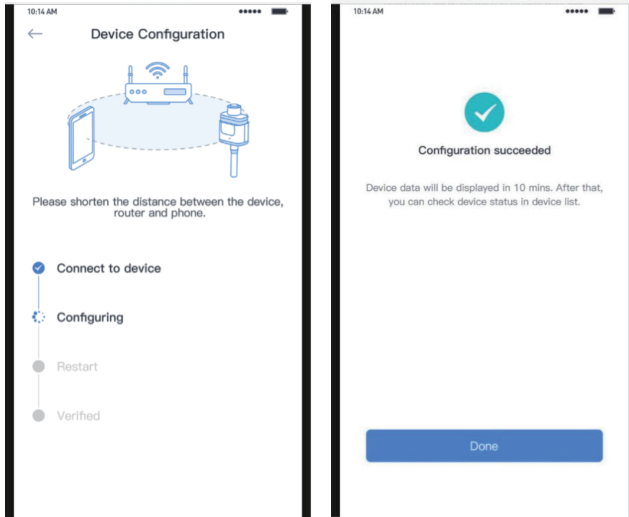 10:14 AM
Device Configuration
Please shorten the distance between the device,
router and phone.
Connect to device
Configuring
Restart
Verified
10:14 AM
Configuration succeeded
Device data will be displayed in 10 mins. After that,
you can check device status in device list.
Done